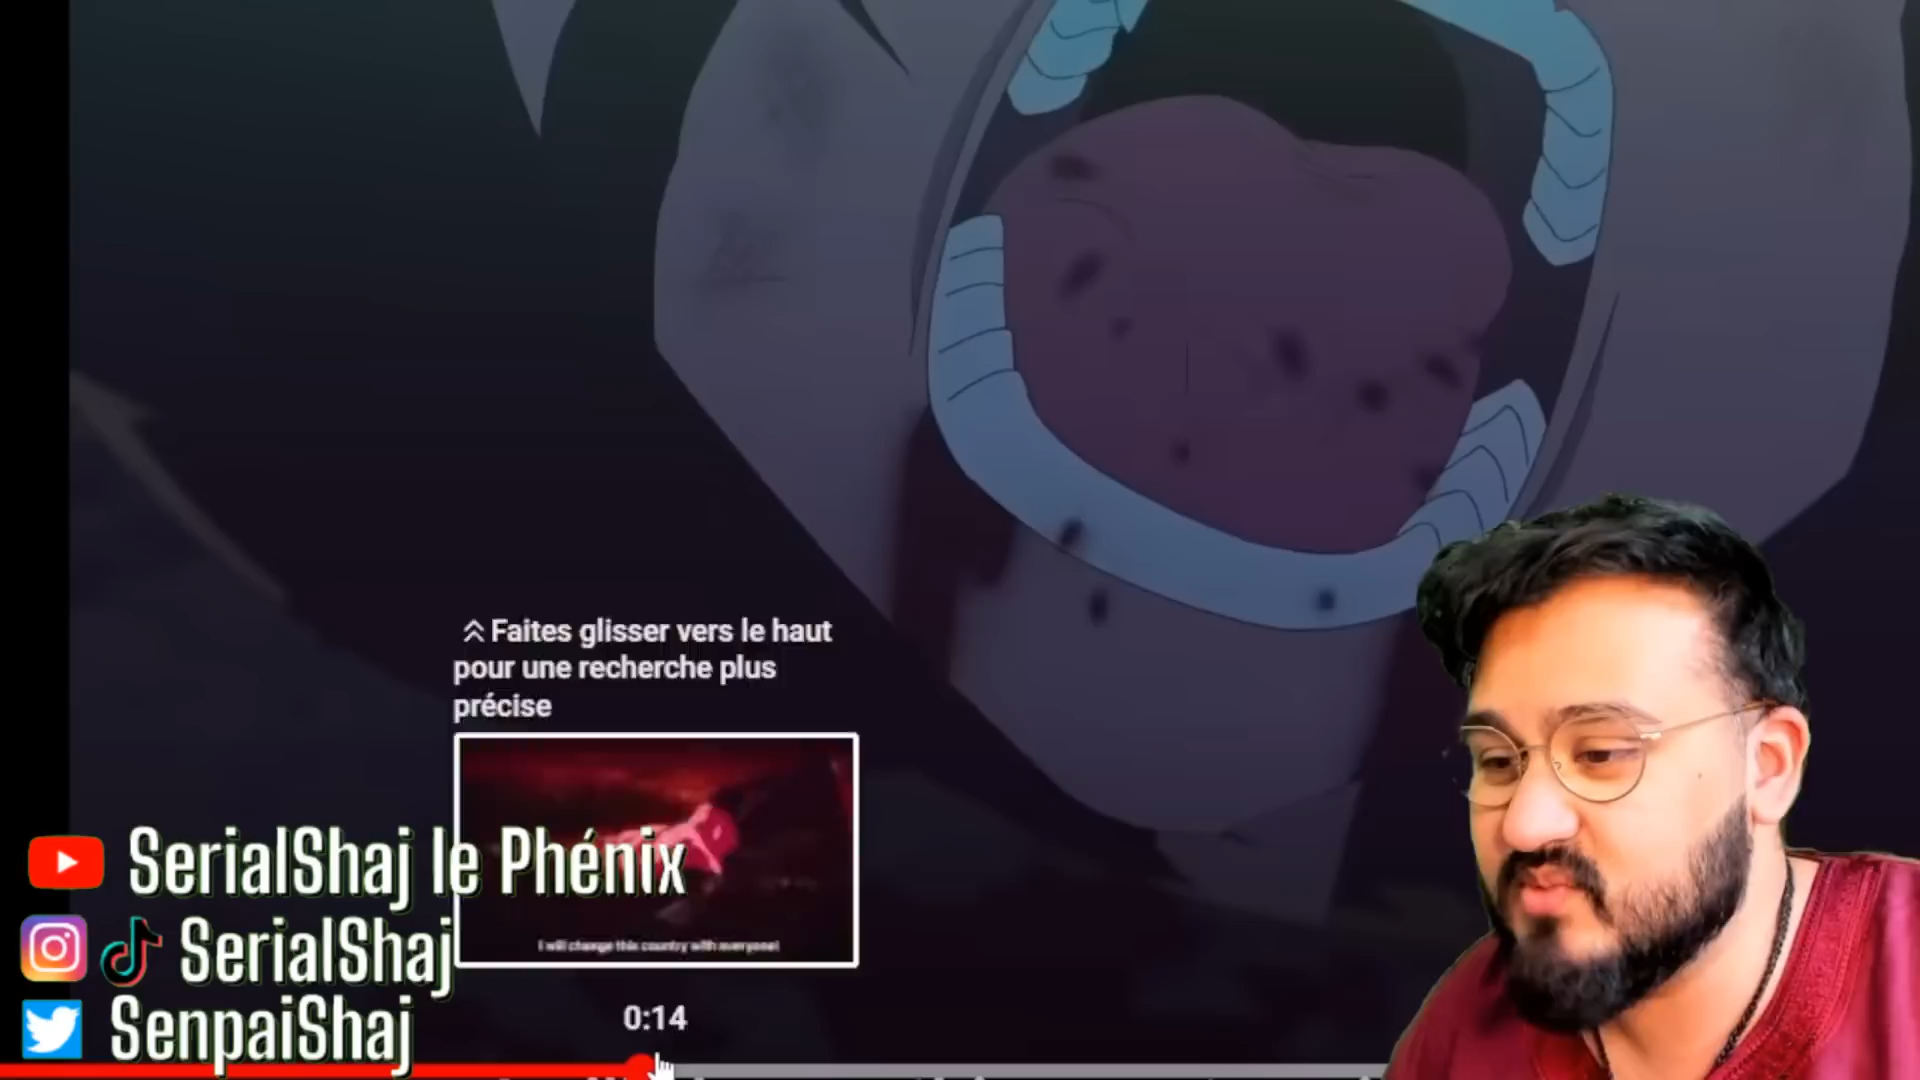 Faites glisser vers le haut
pour une recherche plus
précise
SerialShaj le Phénix
I will change this country with everyone!
SerialShaj
0:14
SenpaiShaj